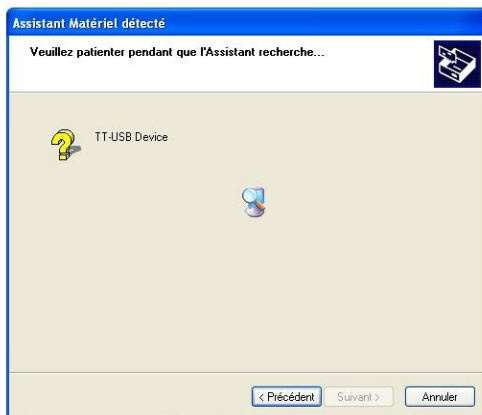 Assistant Matériel détecté
Veuillez patienter pendant que l'Assistant recherche...
TT-USB Device
< Précédent Suivant > Annuler